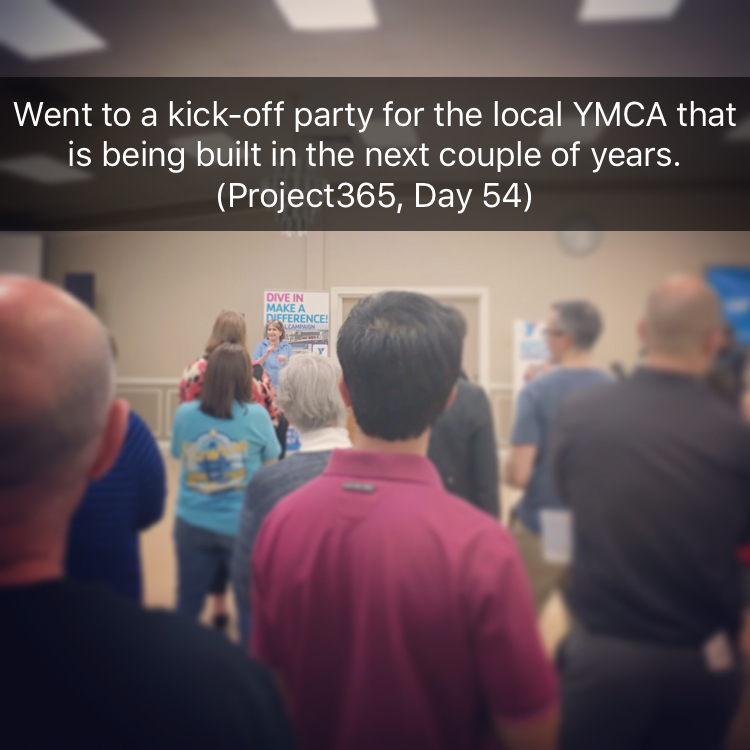 Went to a kick-off party for the local YMCA that
is being built in the next couple of years.
(Project365, Day 54)
DIVE IN
MAKE A
DIFFERENCE!
CAMPAIGN